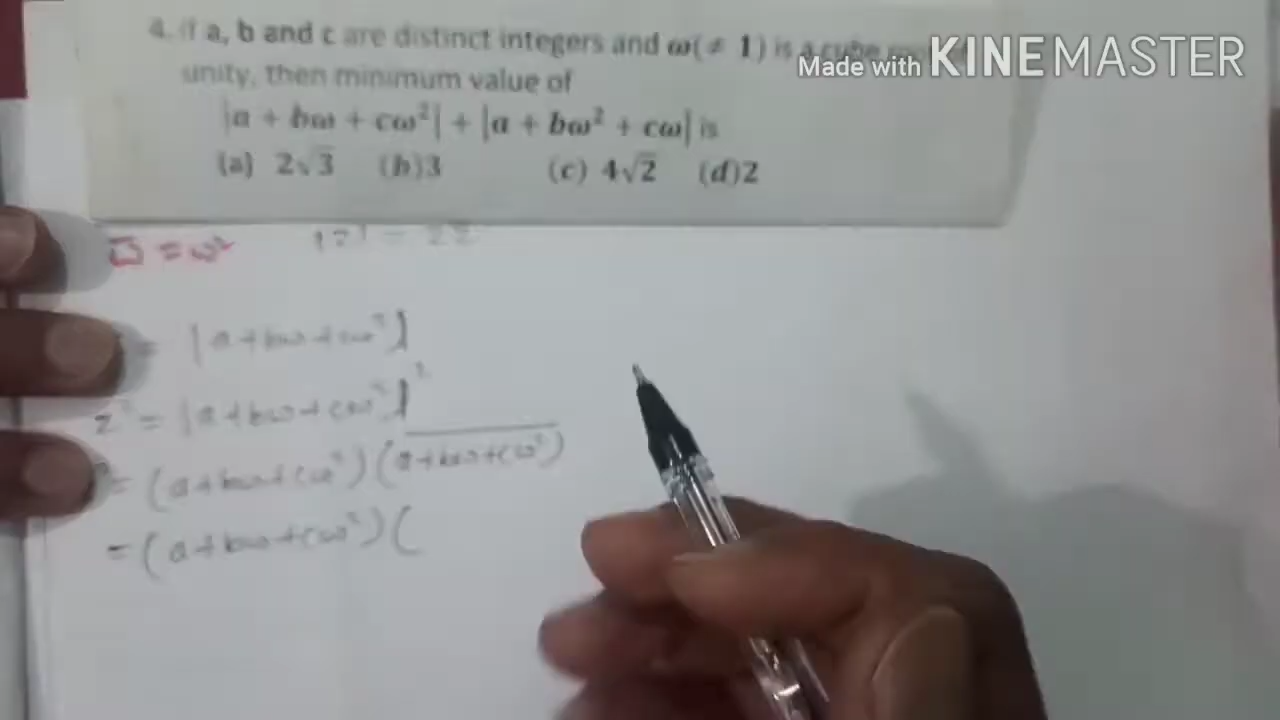 4. If a, b and c are distinct integers and ω(≠ 1) is a cube
Made with KINEMASTER
unity, then minimum value of
|a + bω + cω²| + |a + bω² + cω| is
(a) 2√3 (b)3 (c) 4√2 (d)2
ω̅ = ω²
= |a+bω+cω²|
z² = |a+bω+cω²|²
= (a+bω+cω²)(a+bω+cω²)
= (a+bω+cω²)(